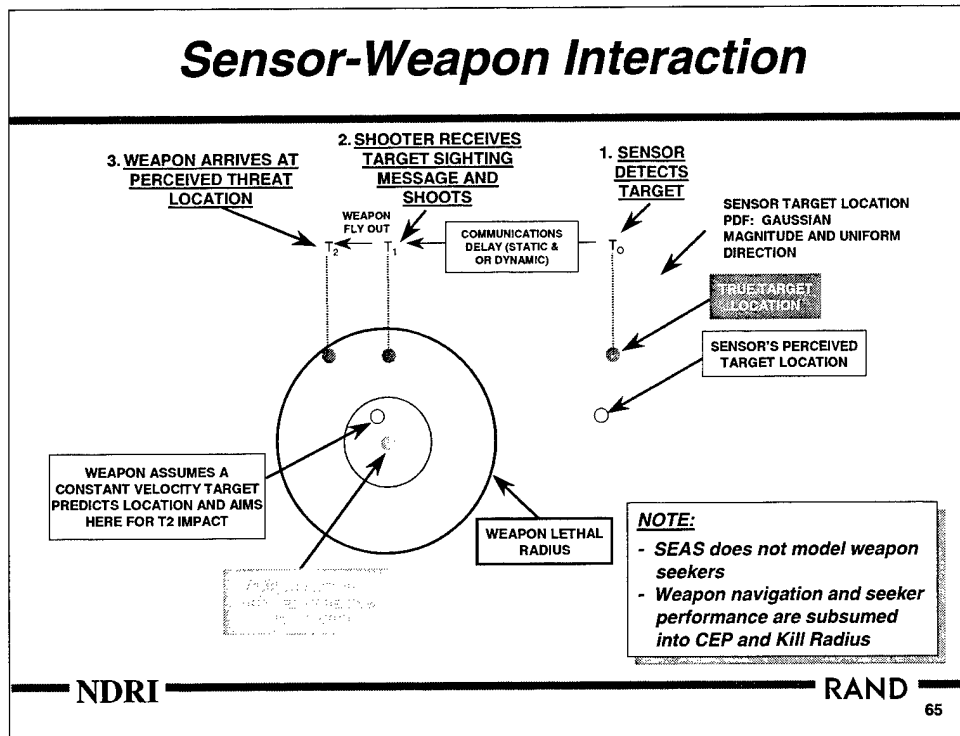 Sensor-Weapon Interaction
3. WEAPON ARRIVES AT
PERCEIVED THREAT
LOCATION
2. SHOOTER RECEIVES
TARGET SIGHTING
MESSAGE AND
SHOOTS
1. SENSOR
DETECTS
TARGET
WEAPON
FLY OUT
T2
T1
COMMUNICATIONS
DELAY (STATIC &
OR DYNAMIC)
TO
SENSOR TARGET LOCATION
PDF: GAUSSIAN
MAGNITUDE AND UNIFORM
DIRECTION
TRUE TARGET
LOCATION
SENSOR'S PERCEIVED
TARGET LOCATION
WEAPON ASSUMES A
CONSTANT VELOCITY TARGET
PREDICTS LOCATION AND AIMS
HERE FOR T2 IMPACT
WEAPON LETHAL
RADIUS
NOTE:
- SEAS does not model weapon
seekers
- Weapon navigation and seeker
performance are subsumed
into CEP and Kill Radius
NDRI
RAND
65